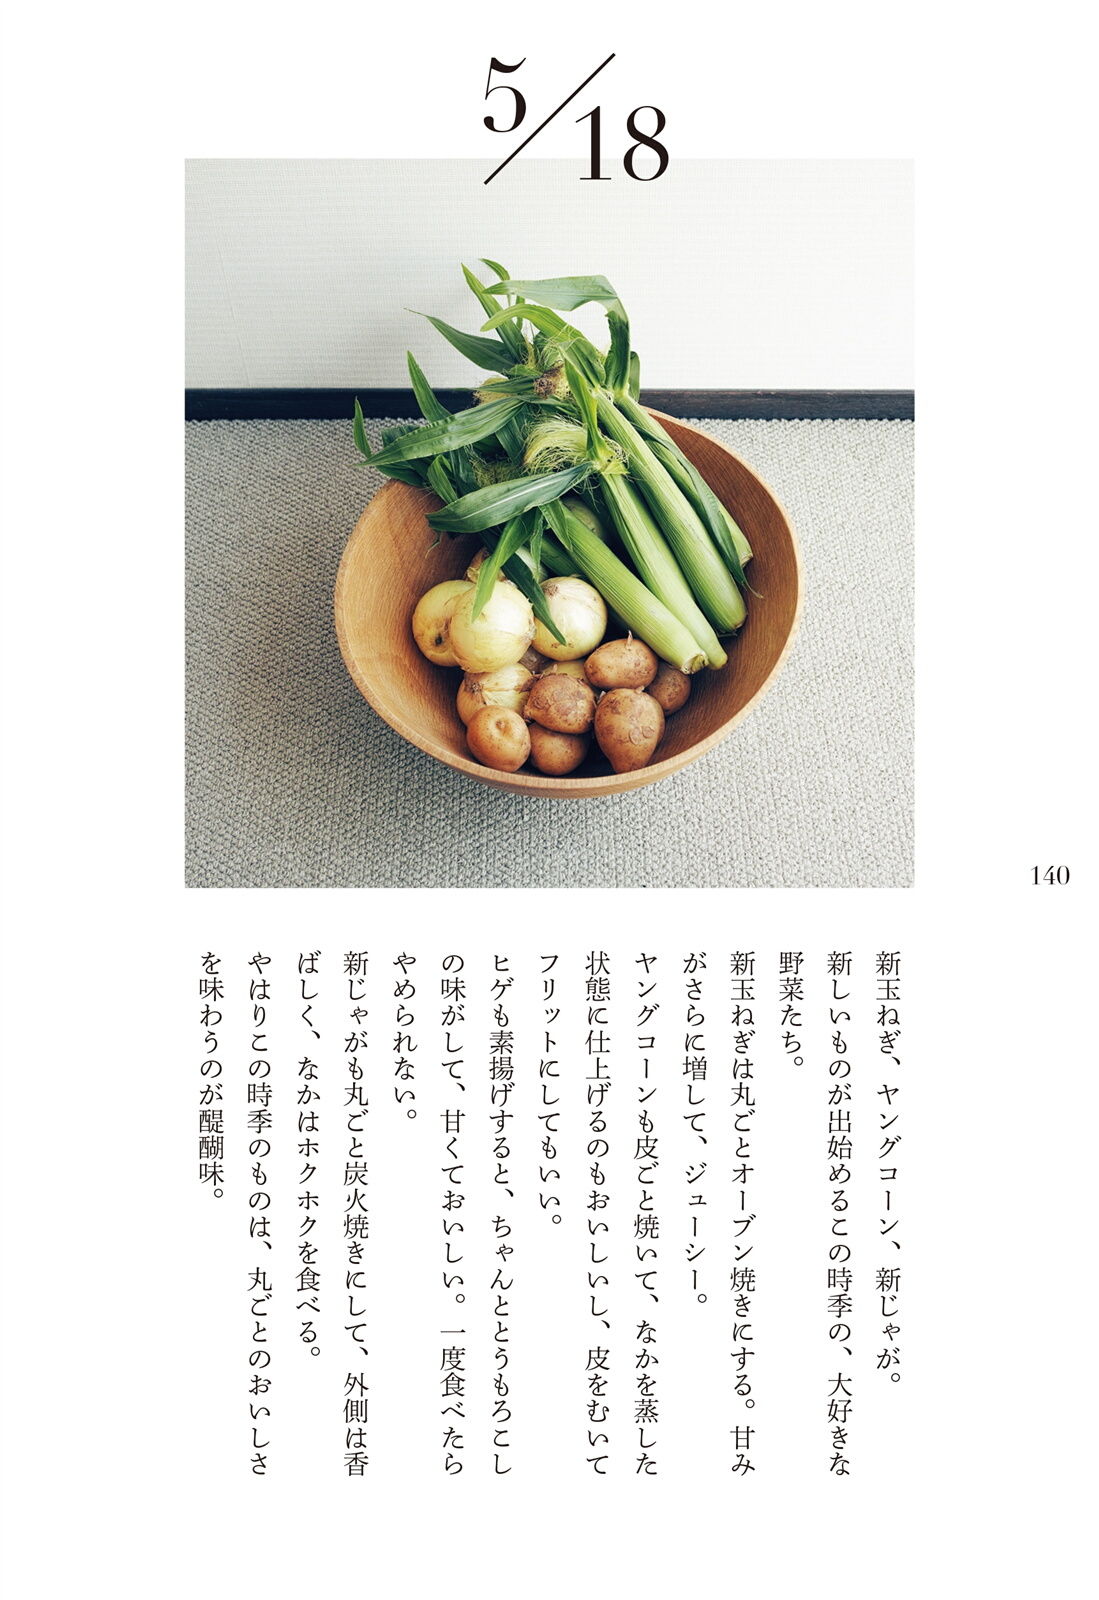 5/18
140
新玉ねぎ、ヤングコーン、新じゃが。
新しいものが出始めるこの時季の、大好きな
野菜たち。
新玉ねぎは丸ごとオーブン焼きにする。甘み
がさらに増して、ジューシー。
ヤングコーンも皮ごと焼いて、なかを蒸した
状態に仕上げるのもおいしいし、皮をむいて
フリットにしてもいい。
ヒゲも素揚げすると、ちゃんととうもろこし
の味がして、甘くておいしい。一度食べたら
やめられない。
新じゃがも丸ごと炭火焼きにして、外側は香
ばしく、なかはホクホクを食べる。
やはりこの時季のものは、丸ごとのおいしさ
を味わうのが醍醐味。